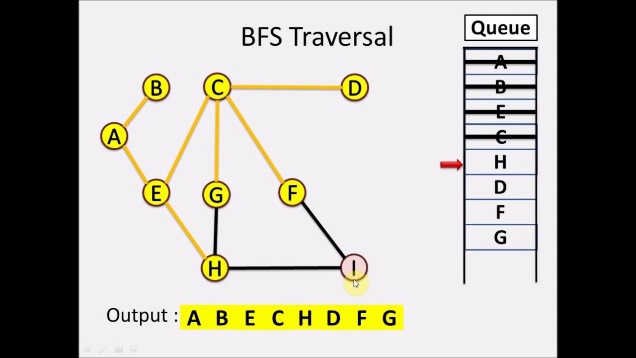 BFS Traversal
Queue
A
B
E
C
H
D
F
G
B
C
D
A
E
G
F
H
I
Output : A B E C H D F G